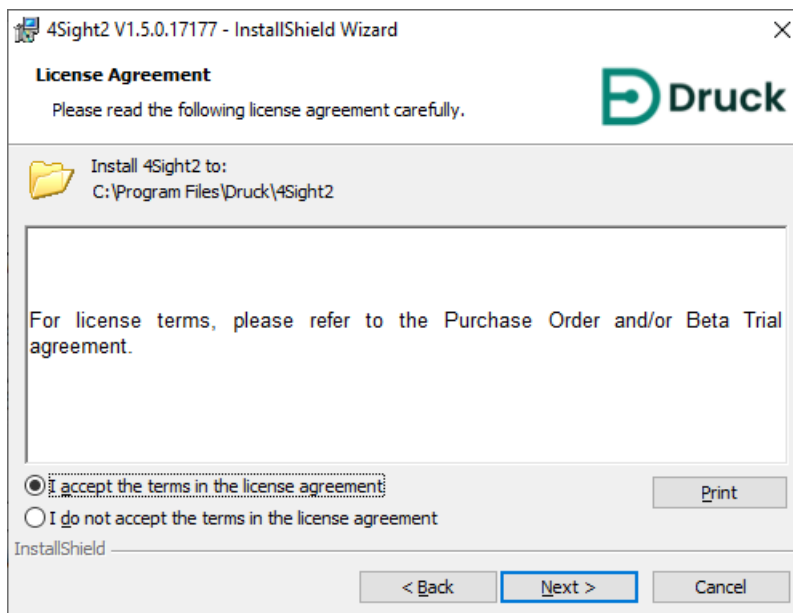 4Sight2 V1.5.0.17177 - InstallShield Wizard
License Agreement
Please read the following license agreement carefully.
Druck
Install 4Sight2 to:
C:\Program Files\Druck\4Sight2
For license terms, please refer to the Purchase Order and/or Beta Trial
agreement.
I accept the terms in the license agreement
I do not accept the terms in the license agreement
Print
InstallShield
< Back
Next >
Cancel